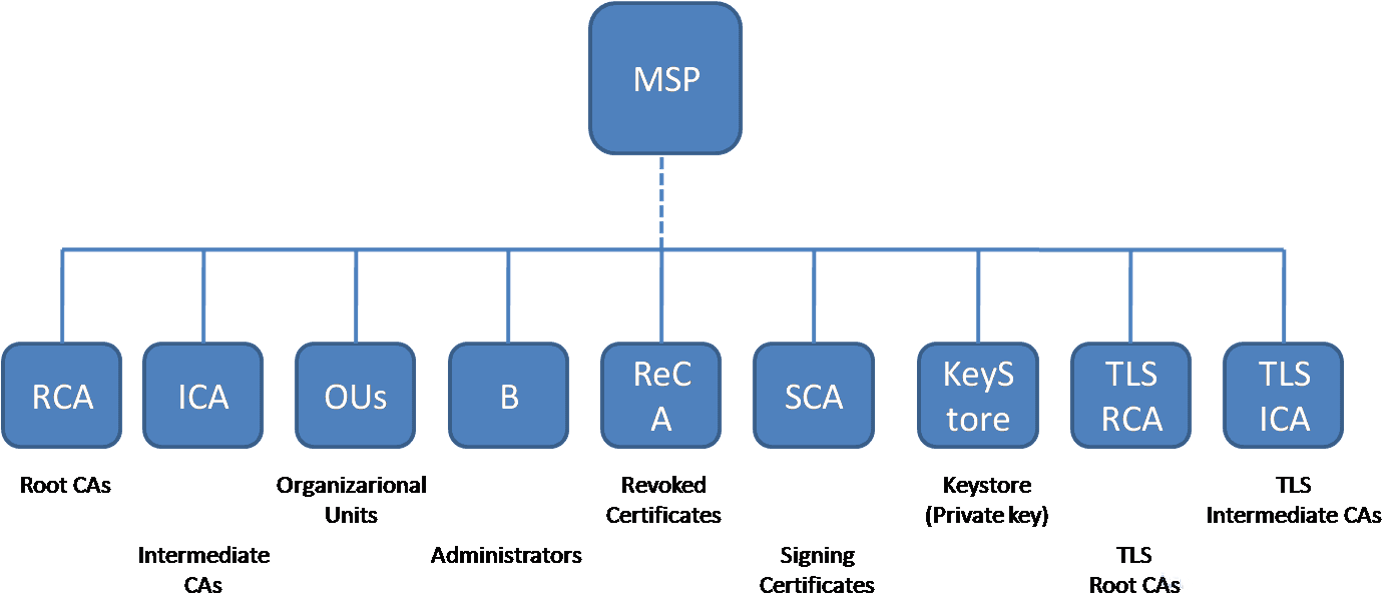 MSP
RCA
ICA
OUs
B
ReC
A
SCA
KeyS
tore
TLS
RCA
TLS
ICA
Root CAs
Intermediate
CAs
Organizarional
Units
Administrators
Revoked
Certificates
Signing
Certificates
Keystore
(Private key)
TLS
Root CAs
TLS
Intermediate CAs